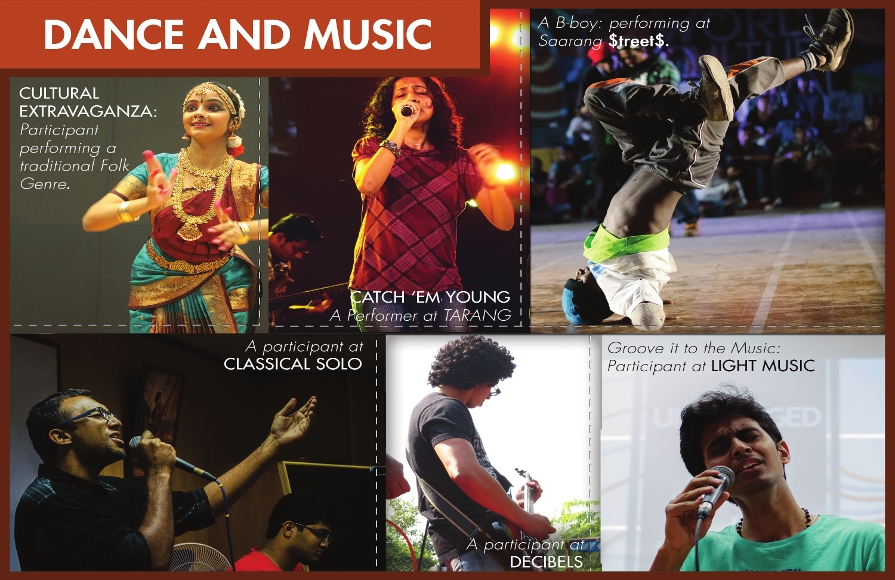 DANCE AND MUSIC
CULTURAL
EXTRAVAGANZA:
Participant
performing a
traditional Folk
Genre.
CATCH ‘EM YOUNG
A Performer at TARANG
A B-boy: performing at
Saarang $treet$.
A participant at
CLASSICAL SOLO
A participant at
DECIBELS
Groove it to the Music:
Participant at LIGHT MUSIC